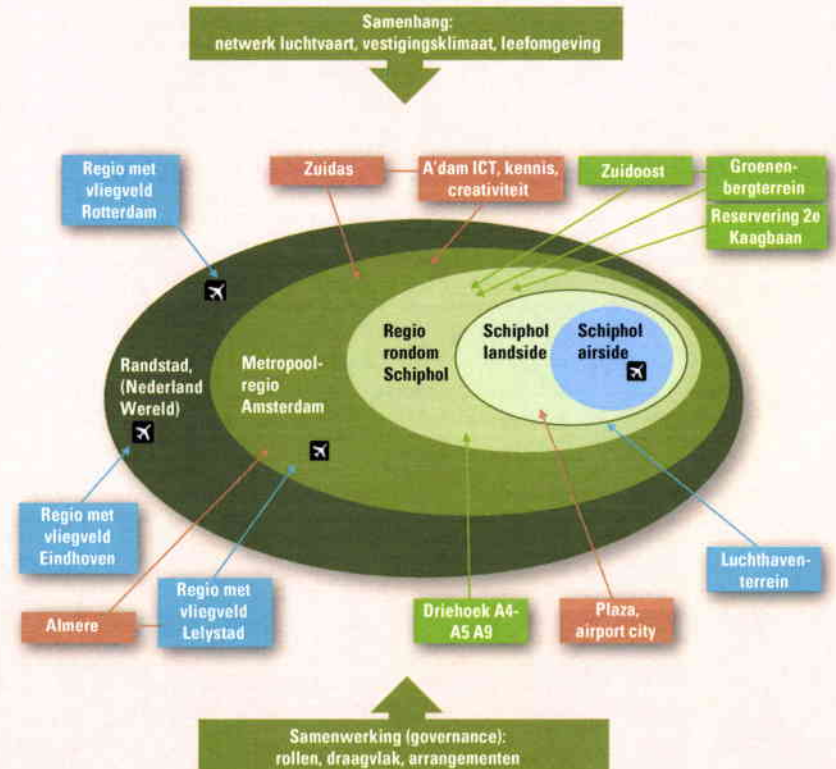 Samenhang:
netwerk luchtvaart, vestigingsklimaat, leefomgeving
Regio met
vliegveld
Rotterdam
Zuidas
A'dam ICT, kennis,
creativiteit
Zuidoost
Groenen-
bergterrein
Reservering 2e
Kaagbaan
Randstad,
(Nederland
Wereld)
Metropool-
regio
Amsterdam
Regio
rondom
Schiphol
Schiphol
landside
Schiphol
airside
Regio met
vliegveld
Eindhoven
Almere
Regio met
vliegveld
Lelystad
Driehoek A4-
A5 A9
Plaza,
airport city
Luchthaven-
terrein
Samenwerking (governance):
rollen, draagvlak, arrangementen